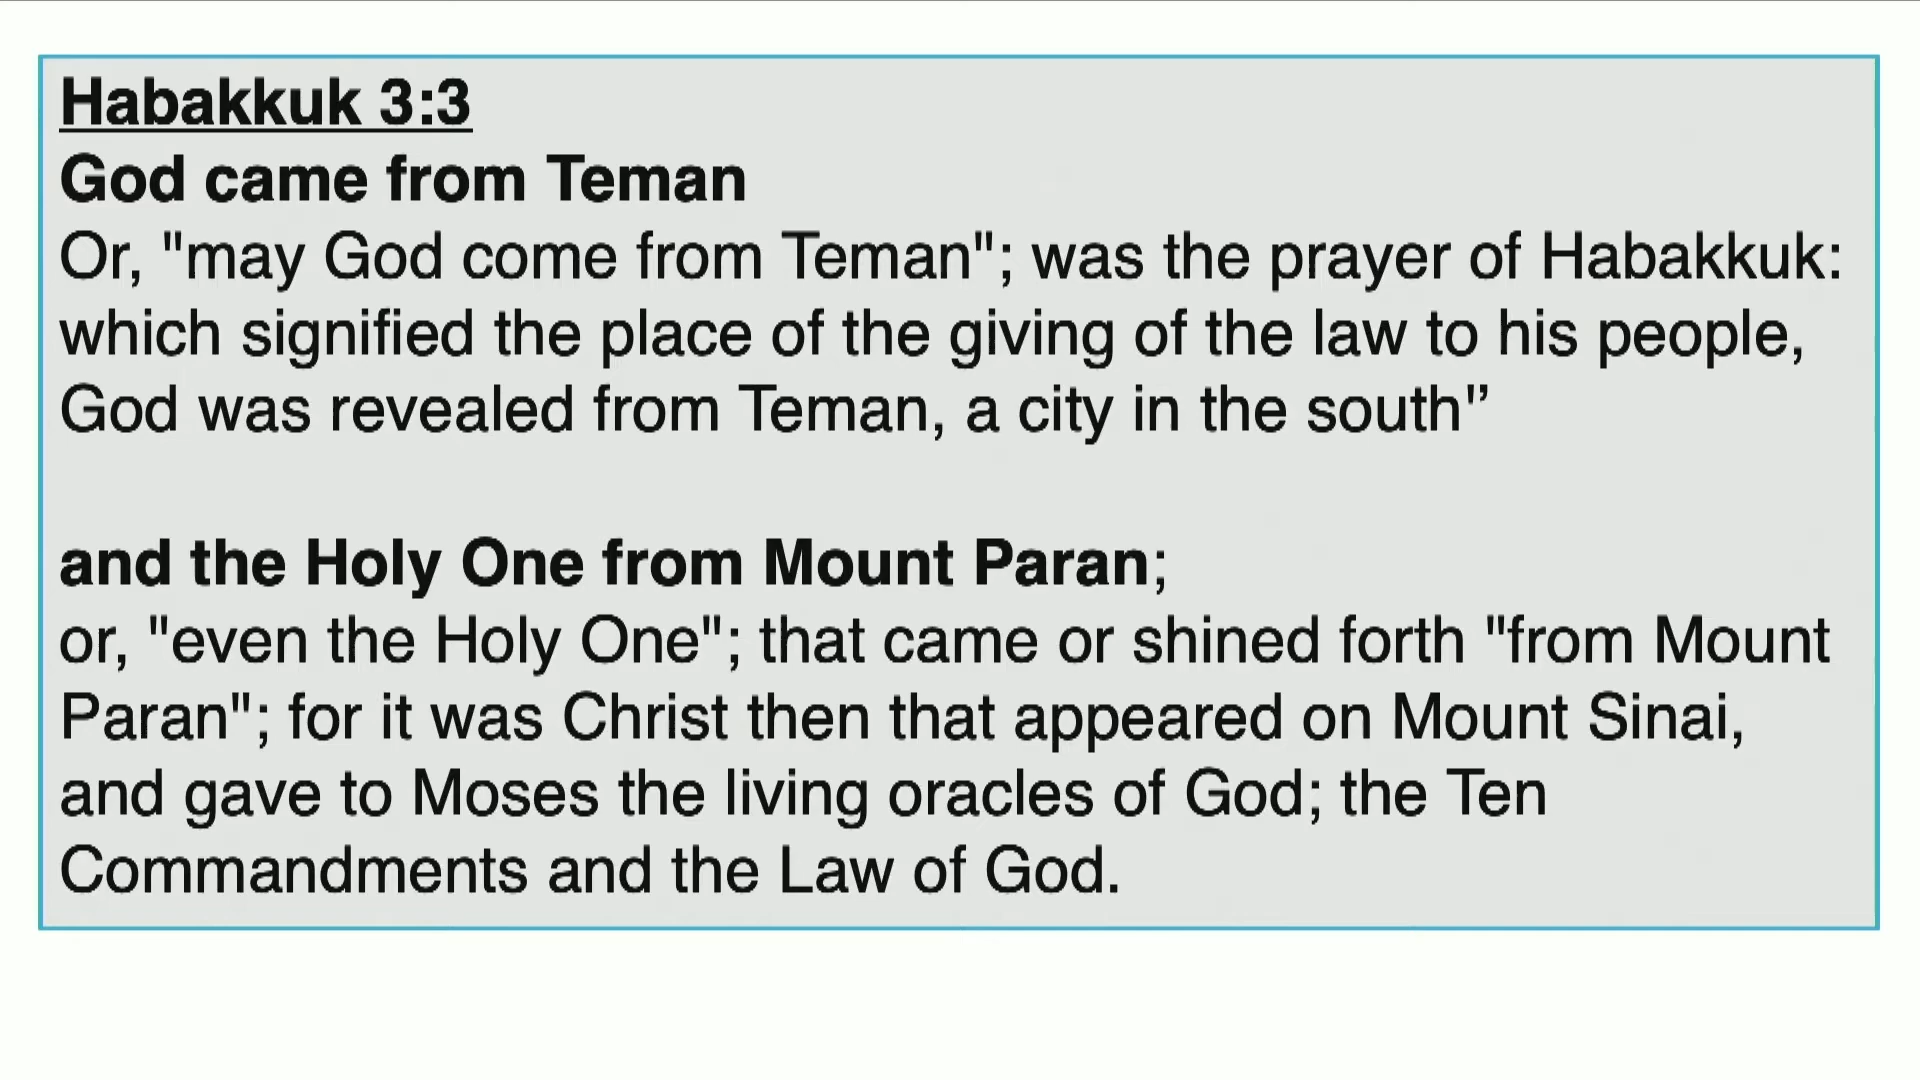 Habakkuk 3:3
God came from Teman
Or, "may God come from Teman"; was the prayer of Habakkuk:
which signified the place of the giving of the law to his people,
God was revealed from Teman, a city in the south'’
and the Holy One from Mount Paran;
or, "even the Holy One"; that came or shined forth "from Mount
Paran"; for it was Christ then that appeared on Mount Sinai,
and gave to Moses the living oracles of God; the Ten
Commandments and the Law of God.